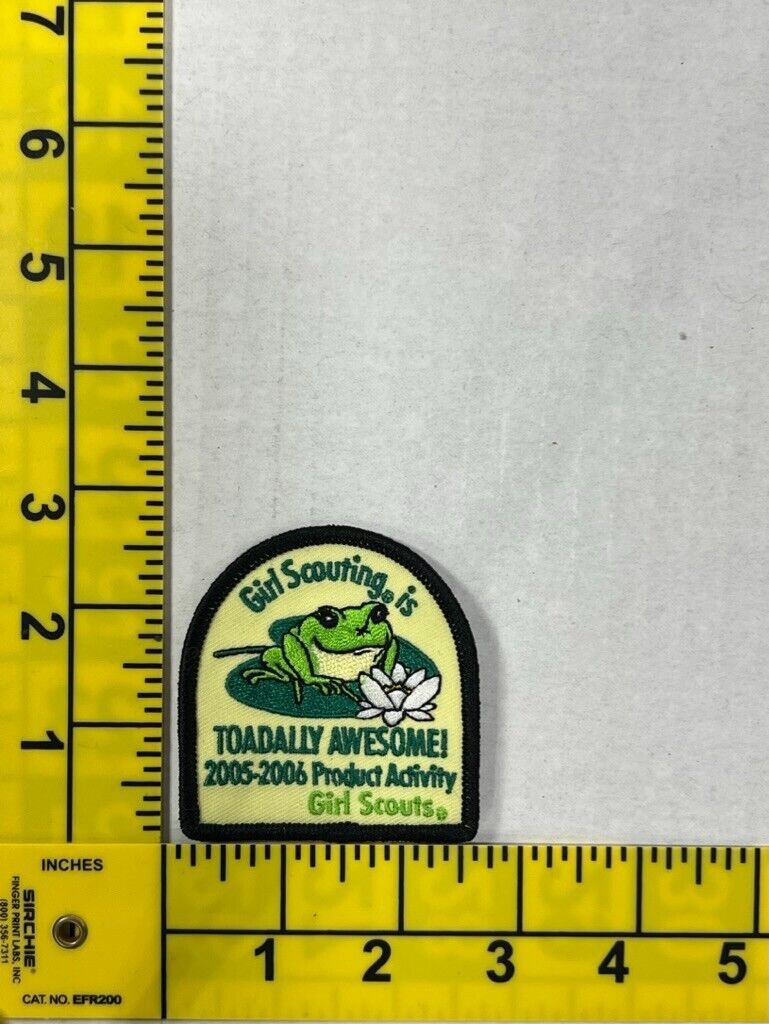 7
6
5
4
3
2
1
Girl Scouting® is
TOADALLY AWESOME!
2005-2006 Product Activity
Girl Scouts®
INCHES
SIRCHIE®
FINGER PRINT LABS, INC
(800) 356-7311
CAT. NO. EFR200
1 2 3 4 5